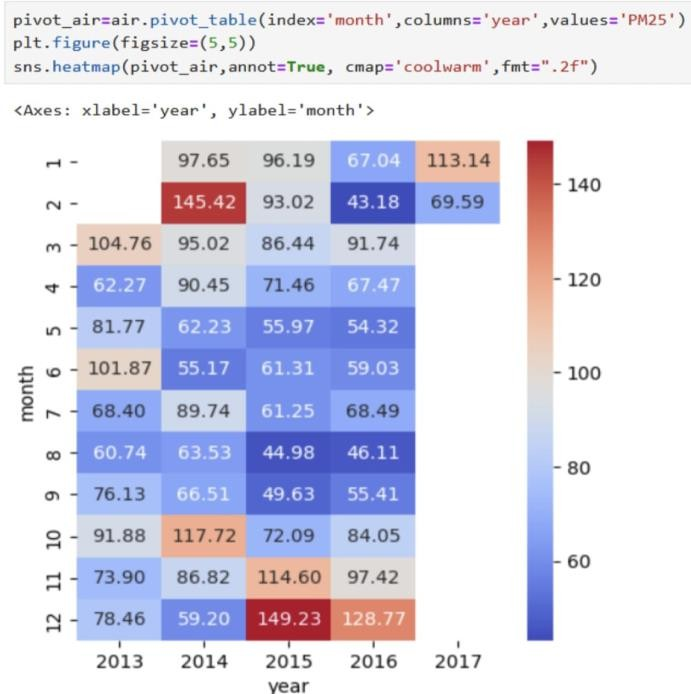 pivot_air=air.pivot_table(index='month',columns='year',values='PM25')
plt.figure(figsize=(5,5))
sns.heatmap(pivot_air,annot=True, cmap='coolwarm',fmt=".2f")
<Axes: xlabel='year', ylabel='month'>
1 97.65 96.19 67.04 113.14
2 145.42 93.02 43.18 69.59
3 104.76 95.02 86.44 91.74
4 62.27 90.45 71.46 67.47
5 81.77 62.23 55.97 54.32
6 101.87 55.17 61.31 59.03
7 68.40 89.74 61.25 68.49
8 60.74 63.53 44.98 46.11
9 76.13 66.51 49.63 55.41
10 91.88 117.72 72.09 84.05
11 73.90 86.82 114.60 97.42
12 78.46 59.20 149.23 128.77
2013 2014 2015 2016 2017
year
month
140
120
100
80
60